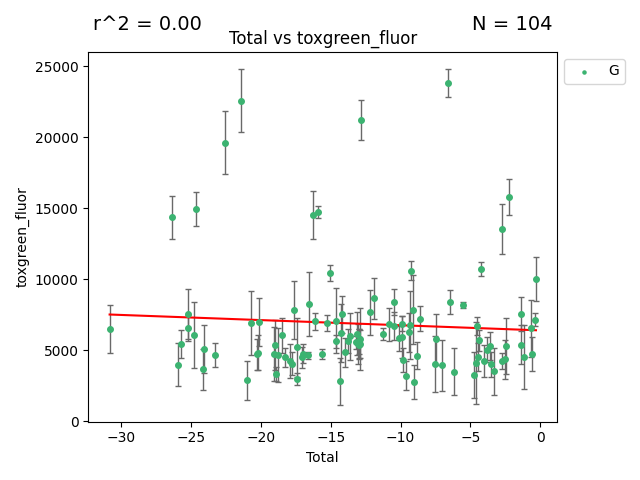 r^2 = 0.00
N = 104
Total vs toxgreen_fluor
G
25000
20000
15000
10000
5000
0
toxgreen_fluor
−30
−25
−20
−15
−10
−5
0
Total